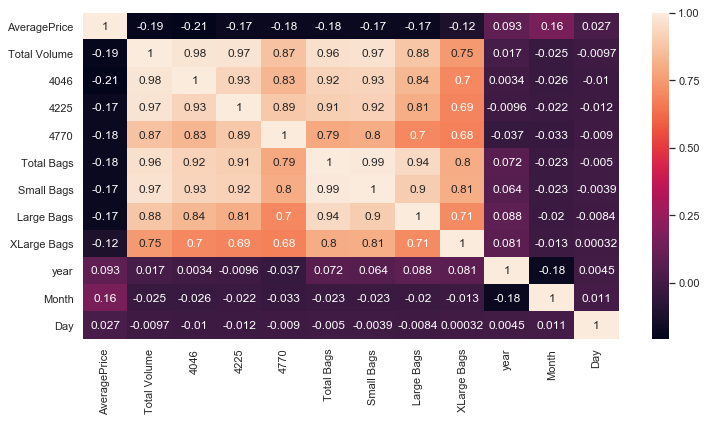 AveragePrice 1 -0.19 -0.21 -0.17 -0.18 -0.18 -0.17 -0.17 -0.12 0.093 0.16 0.027
Total Volume -0.19 1 0.98 0.97 0.87 0.96 0.97 0.88 0.75 0.017 -0.025 -0.0097
4046 -0.21 0.98 1 0.93 0.83 0.92 0.93 0.84 0.7 0.0034 -0.026 -0.01
4225 -0.17 0.97 0.93 1 0.89 0.91 0.92 0.81 0.69 -0.0096 -0.022 -0.012
4770 -0.18 0.87 0.83 0.89 1 0.79 0.8 0.7 0.68 -0.037 -0.033 -0.009
Total Bags -0.18 0.96 0.92 0.91 0.79 1 0.99 0.94 0.8 0.072 -0.023 -0.005
Small Bags -0.17 0.97 0.93 0.92 0.8 0.99 1 0.9 0.81 0.064 -0.023 -0.0039
Large Bags -0.17 0.88 0.84 0.81 0.7 0.94 0.9 1 0.71 0.088 -0.02 -0.0084
XLarge Bags -0.12 0.75 0.7 0.69 0.68 0.8 0.81 0.71 1 0.081 -0.013 0.00032
year 0.093 0.017 0.0034 -0.0096 -0.037 0.072 0.064 0.088 0.081 1 -0.18 0.0045
Month 0.16 -0.025 -0.026 -0.022 -0.033 -0.023 -0.023 -0.02 -0.013 -0.18 1 0.011
Day 0.027 -0.0097 -0.01 -0.012 -0.009 -0.005 -0.0039 -0.0084 0.00032 0.0045 0.011 1
AveragePrice
Total Volume
4046
4225
4770
Total Bags
Small Bags
Large Bags
XLarge Bags
year
Month
Day
1.00
0.75
0.50
0.25
0.00